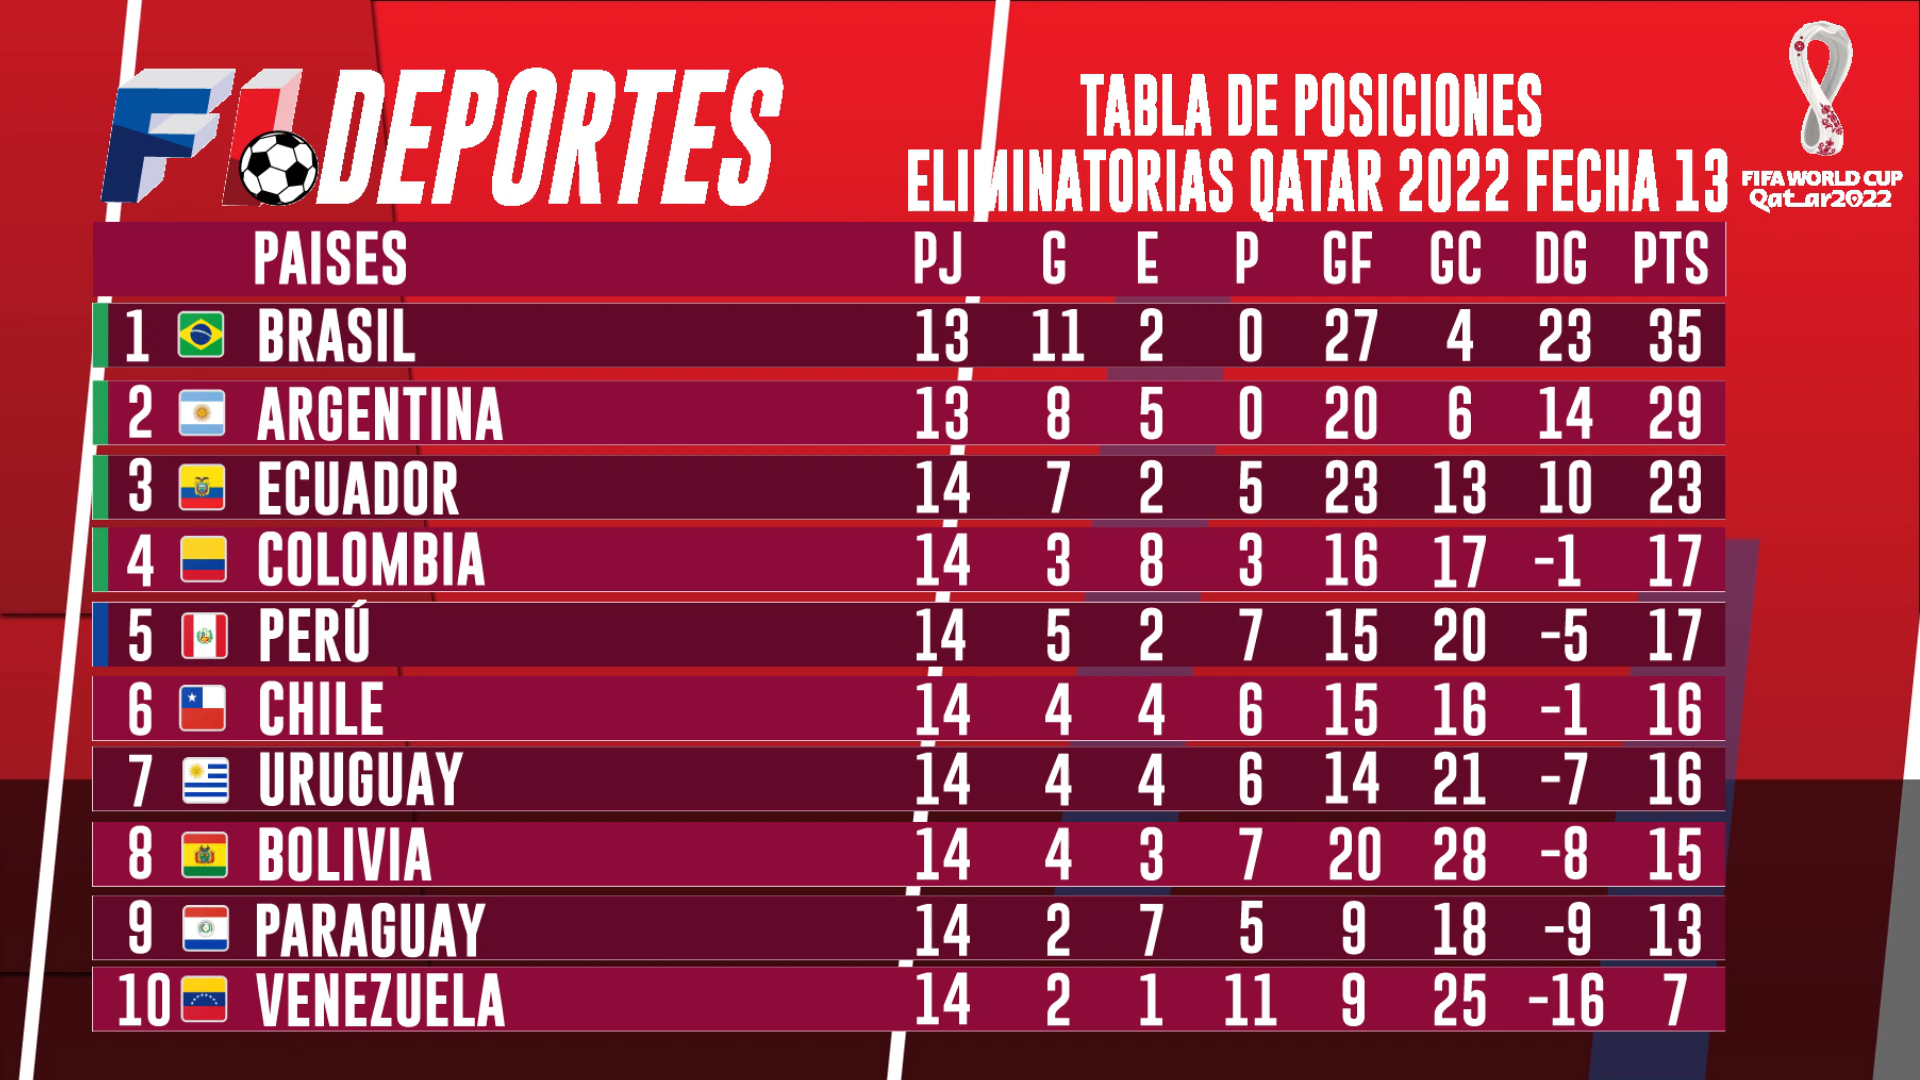 F1 DEPORTES
TABLA DE POSICIONES
ELIMINATORIAS QATAR 2022 FECHA 13
FIFA WORLD CUP
Qatar2022
PAISES PJ G E P GF GC DG PTS
1 BRASIL 13 11 2 0 27 4 23 35
2 ARGENTINA 13 8 5 0 20 6 14 29
3 ECUADOR 14 7 2 5 23 13 10 23
4 COLOMBIA 14 3 8 3 16 17 -1 17
5 PERÚ 14 5 2 7 15 20 -5 17
6 CHILE 14 4 4 6 15 16 -1 16
7 URUGUAY 14 4 4 6 14 21 -7 16
8 BOLIVIA 14 4 3 7 20 28 -8 15
9 PARAGUAY 14 2 7 5 9 18 -9 13
10 VENEZUELA 14 2 1 11 9 25 -16 7